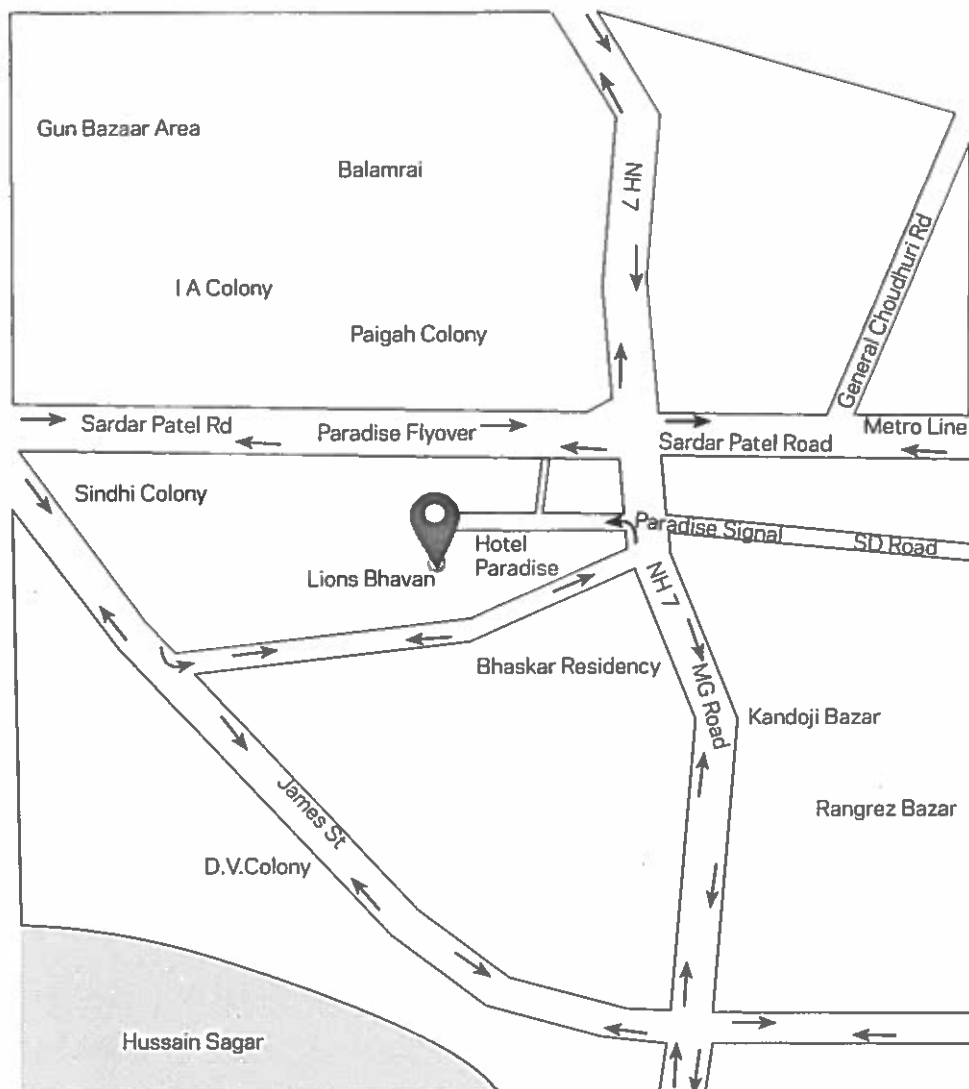 Gun Bazaar Area
Balamrai
NH 7
General Choudhuri Rd
I A Colony
Paigah Colony
Sardar Patel Rd
Paradise Flyover
Sardar Patel Road
Metro Line
Sindhi Colony
Paradise Signal
SD Road
Hotel
Paradise
Lions Bhavan
NH 7
Bhaskar Residency
MG Road
Kandoji Bazar
James St
Rangrez Bazar
D.V.Colony
Hussain Sagar